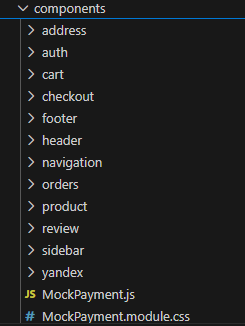 components
address
auth
cart
checkout
footer
header
navigation
orders
product
review
sidebar
yandex
JS MockPayment.js
# MockPayment.module.css